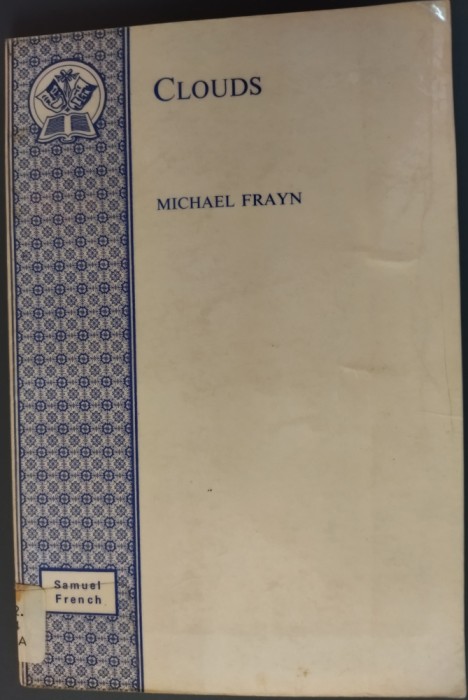 CLOUDS
MICHAEL FRAYN
Samuel
French
A